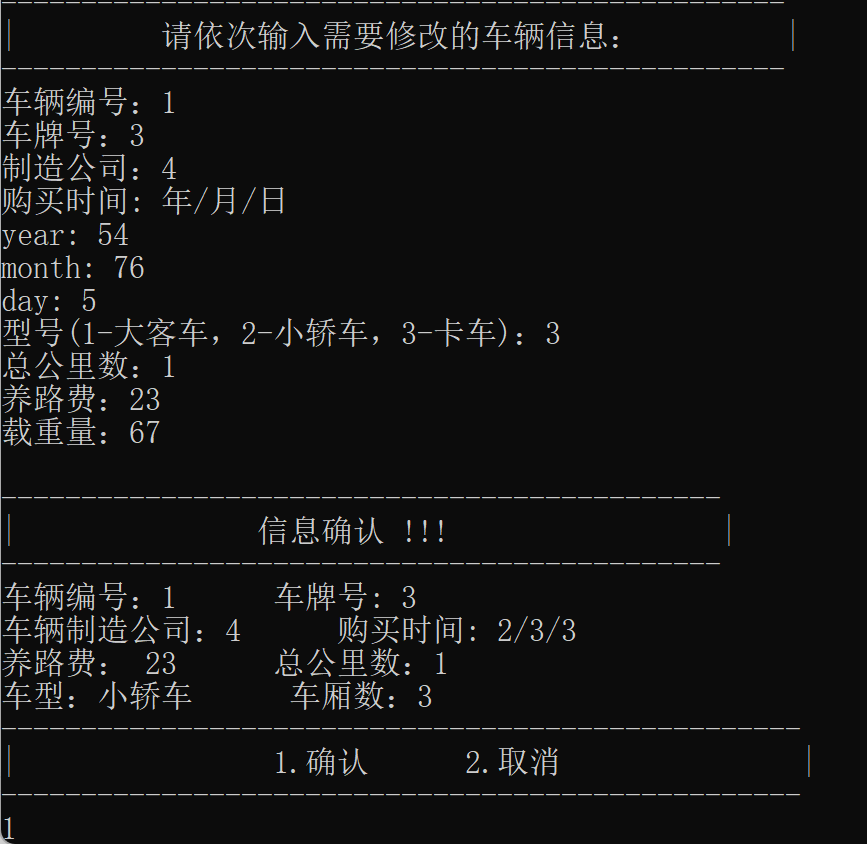 请依次输入需要修改的车辆信息：
车辆编号：1
车牌号：3
制造公司：4
购买时间: 年/月/日
year: 54
month: 76
day: 5
型号(1-大客车，2-小轿车，3-卡车)：3
总公里数：1
养路费：23
载重量：67
信息确认 !!!
车辆编号：1 车牌号: 3
车辆制造公司：4 购买时间: 2/3/3
养路费： 23 总公里数：1
车型：小轿车 车厢数：3
1.确认 2.取消
1